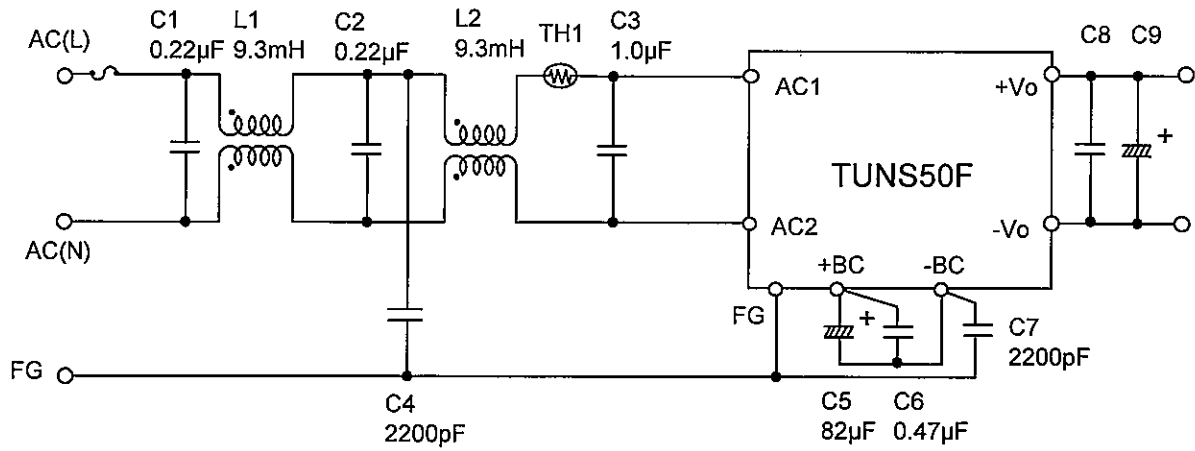 C1
0.22µF
L1
9.3mH
C2
0.22µF
L2
9.3mH
TH1
C3
1.0µF
C8
C9
AC(L)
AC1
+Vo
+
TUNS50F
AC(N)
AC2
-Vo
+BC
-BC
FG
+
C7
2200pF
FG
C4
2200pF
C5
82µF
C6
0.47µF